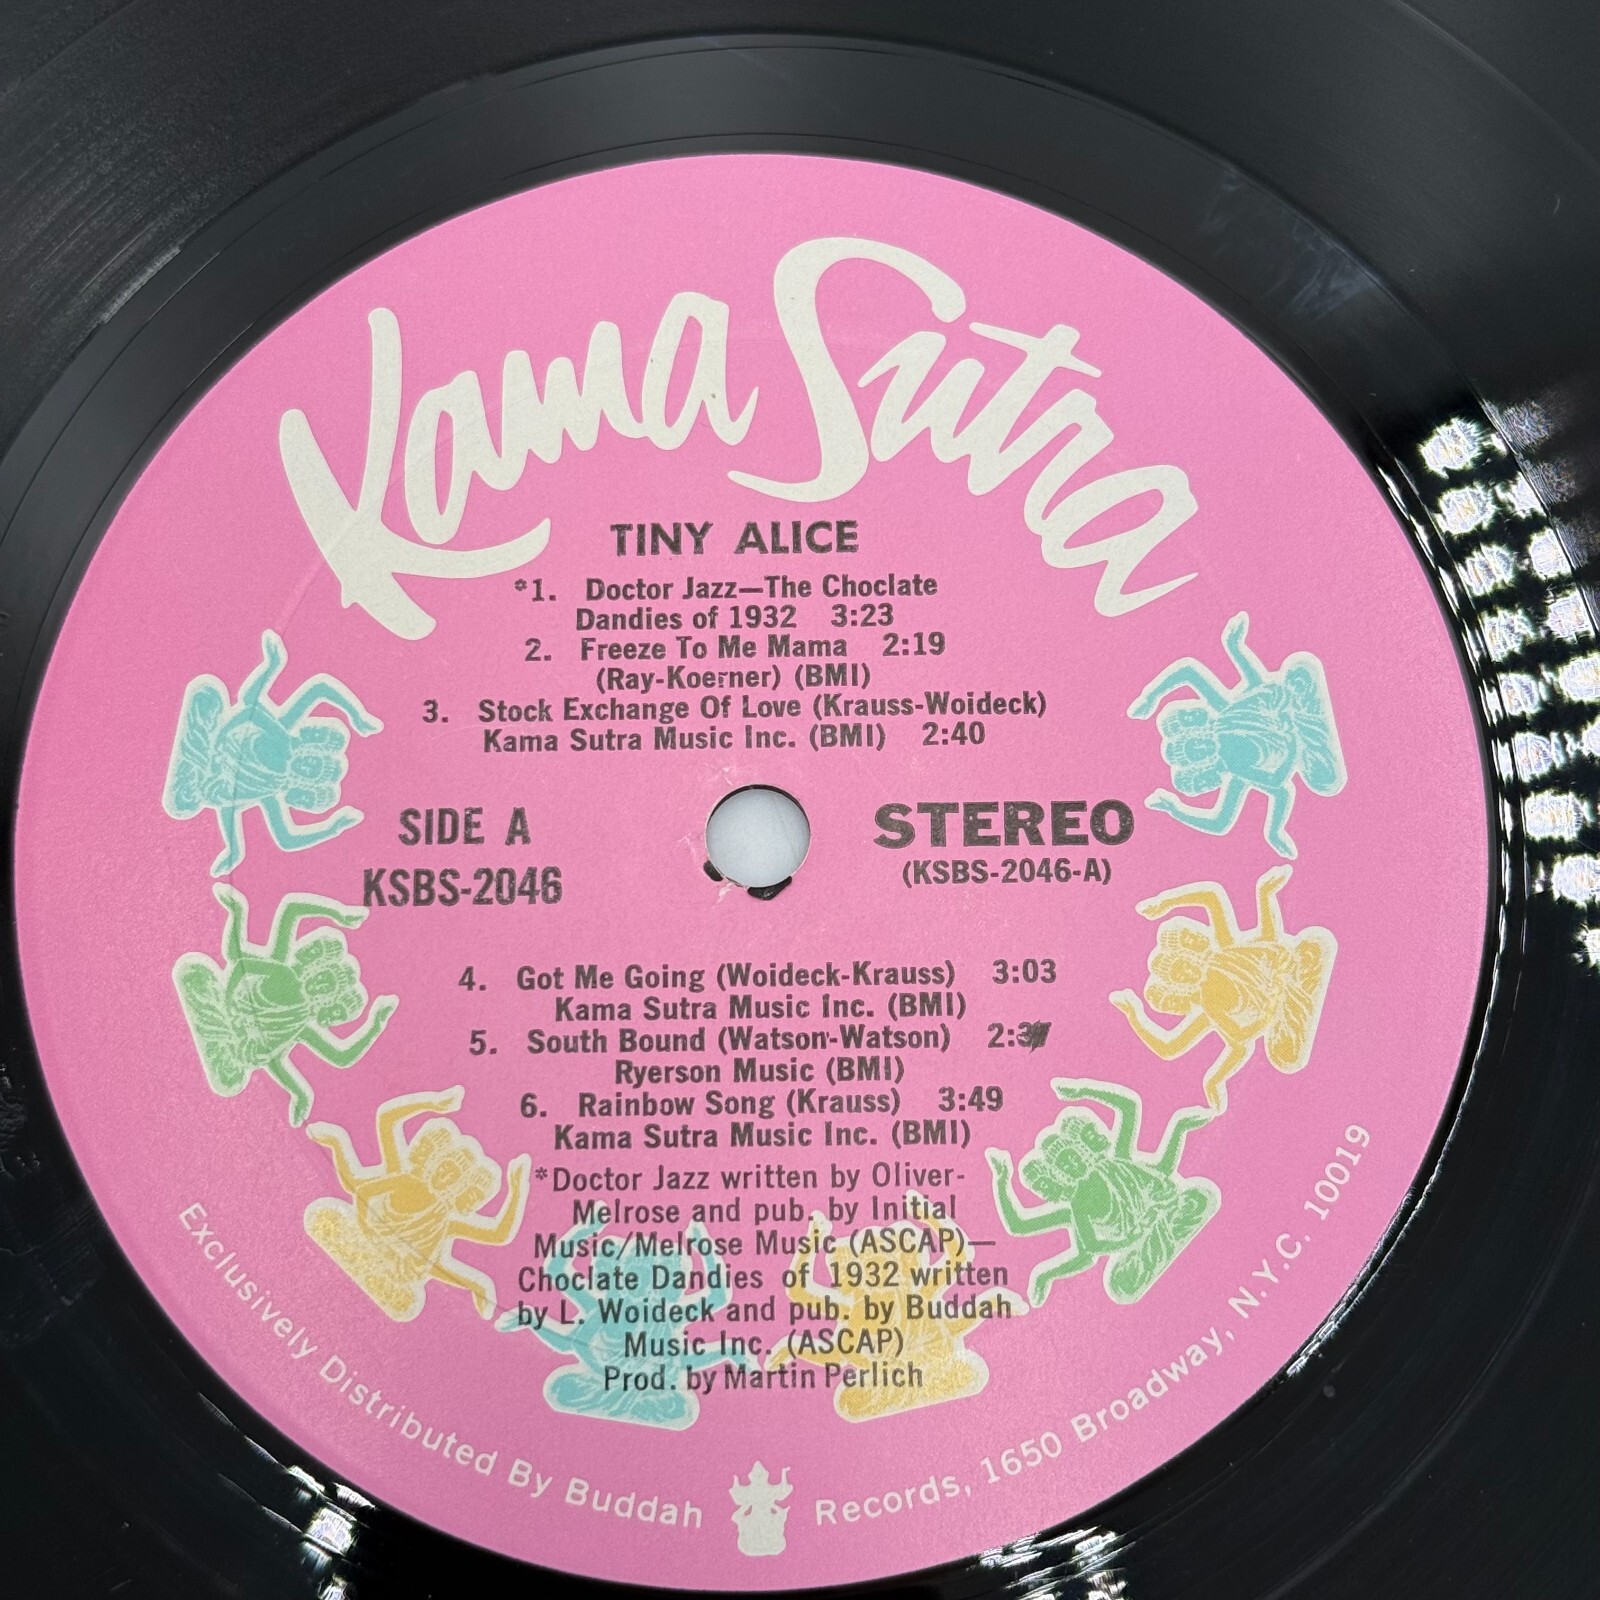 Kama Sutra
TINY ALICE
*1. Doctor Jazz—The Choclate
Dandies of 1932 3:23
2. Freeze To Me Mama 2:19
(Ray-Koerner) (BMI)
3. Stock Exchange Of Love (Krauss-Woideck)
Kama Sutra Music Inc. (BMI) 2:40
SIDE A
KSBS-2046
STEREO
(KSBS-2046-A)
4. Got Me Going (Woideck-Krauss) 3:03
Kama Sutra Music Inc. (BMI)
5. South Bound (Watson-Watson)
Ryerson Music (BMI)
6. Rainbow Song (Krauss) 3:49
Kama Sutra Music Inc. (BMI)
*Doctor Jazz written by Oliver-
Melrose and pub. by Initial
Music/Melrose Music (ASCAP)—
Choclate Dandies of 1932 written
by L. Woideck and pub. by Buddah
Music Inc. (ASCAP)
Prod. by Martin Perlich
Exclusively Distributed By Buddah Records, 1650 Broadway, N.Y.C. 10019